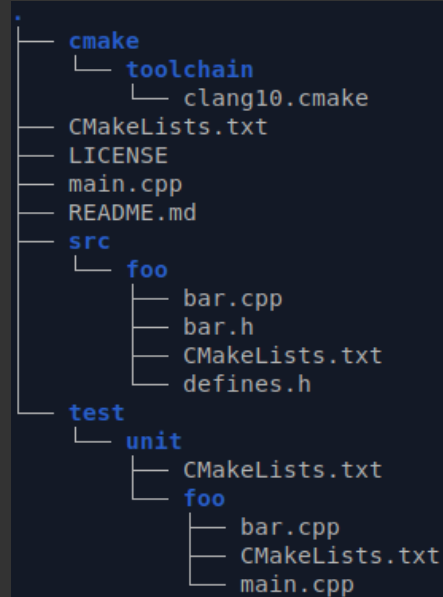 .
cmake
toolchain
clang10.cmake
CMakeLists.txt
LICENSE
main.cpp
README.md
src
foo
bar.cpp
bar.h
CMakeLists.txt
defines.h
test
unit
CMakeLists.txt
foo
bar.cpp
CMakeLists.txt
main.cpp